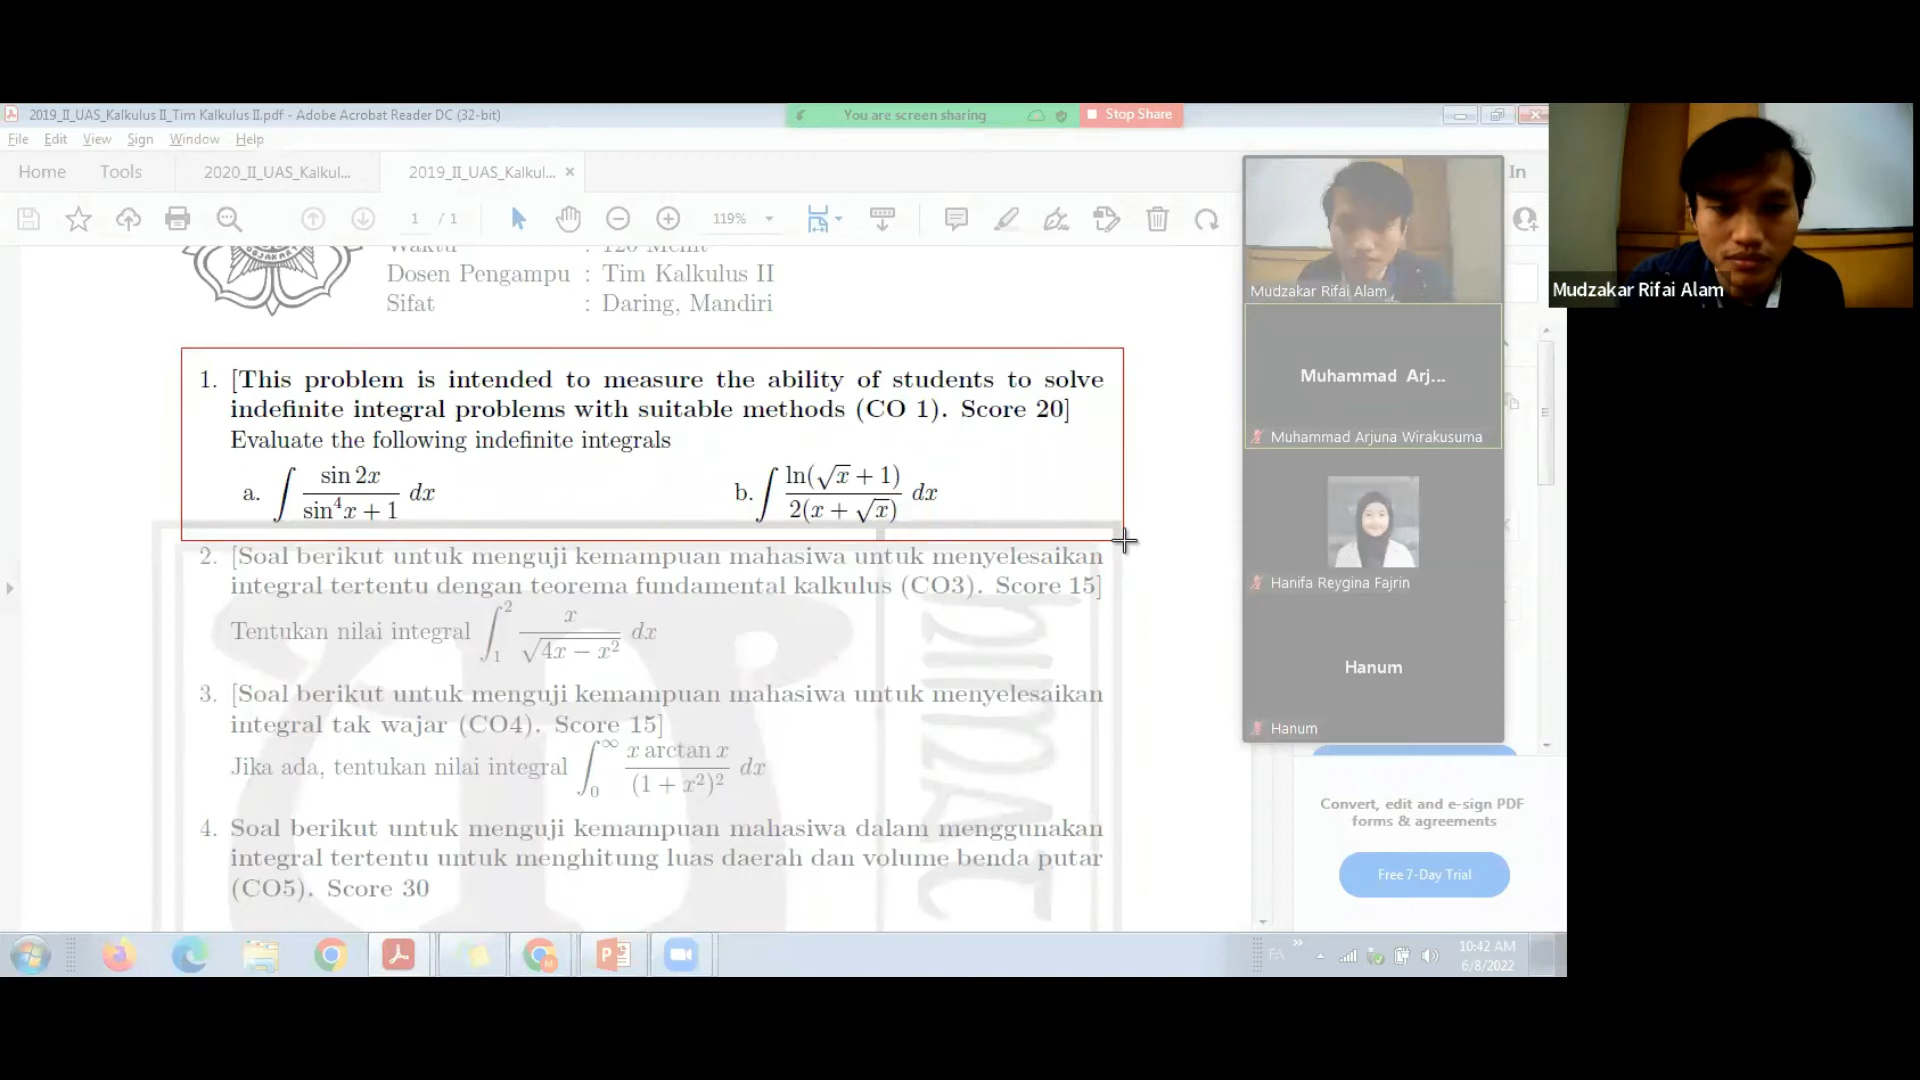 2019_II_UAS_Kalkulus II_Tim Kalkulus II.pdf - Adobe Acrobat Reader DC (32-bit)
You are screen sharing
Stop Share
File Edit View Sign Window Help
Home Tools 2020_II_UAS_Kalkul... 2019_II_UAS_Kalkul... In
1 / 1 119%
Waktu : 120 Menit
Dosen Pengampu : Tim Kalkulus II
Sifat : Daring, Mandiri
1. [This problem is intended to measure the ability of students to solve
indefinite integral problems with suitable methods (CO 1). Score 20]
Evaluate the following indefinite integrals
a. ∫ sin 2x / (sin⁴x + 1) dx b. ∫ ln(√x + 1) / 2(x + √x) dx
2. [Soal berikut untuk menguji kemampuan mahasiwa untuk menyelesaikan
integral tertentu dengan teorema fundamental kalkulus (CO3). Score 15]
Tentukan nilai integral ∫₁² x / √(4x − x²) dx
3. [Soal berikut untuk menguji kemampuan mahasiwa untuk menyelesaikan
integral tak wajar (CO4). Score 15]
Jika ada, tentukan nilai integral ∫₀^∞ x arctan x / (1 + x²)² dx
4. Soal berikut untuk menguji kemampuan mahasiwa dalam menggunakan
integral tertentu untuk menghitung luas daerah dan volume benda putar
(CO5). Score 30
Mudzakar Rifai Alam
Muhammad Arj...
Muhammad Arjuna Wirakusuma
Hanifa Reygina Fajrin
Hanum
Hanum
Mudzakar Rifai Alam
Convert, edit and e-sign PDF
forms & agreements
Free 7-Day Trial
10:42 AM
6/8/2022